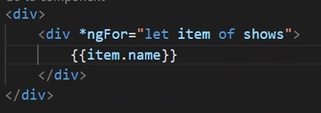 <div>
<div *ngFor="let item of shows">
{{item.name}}
</div>
</div>